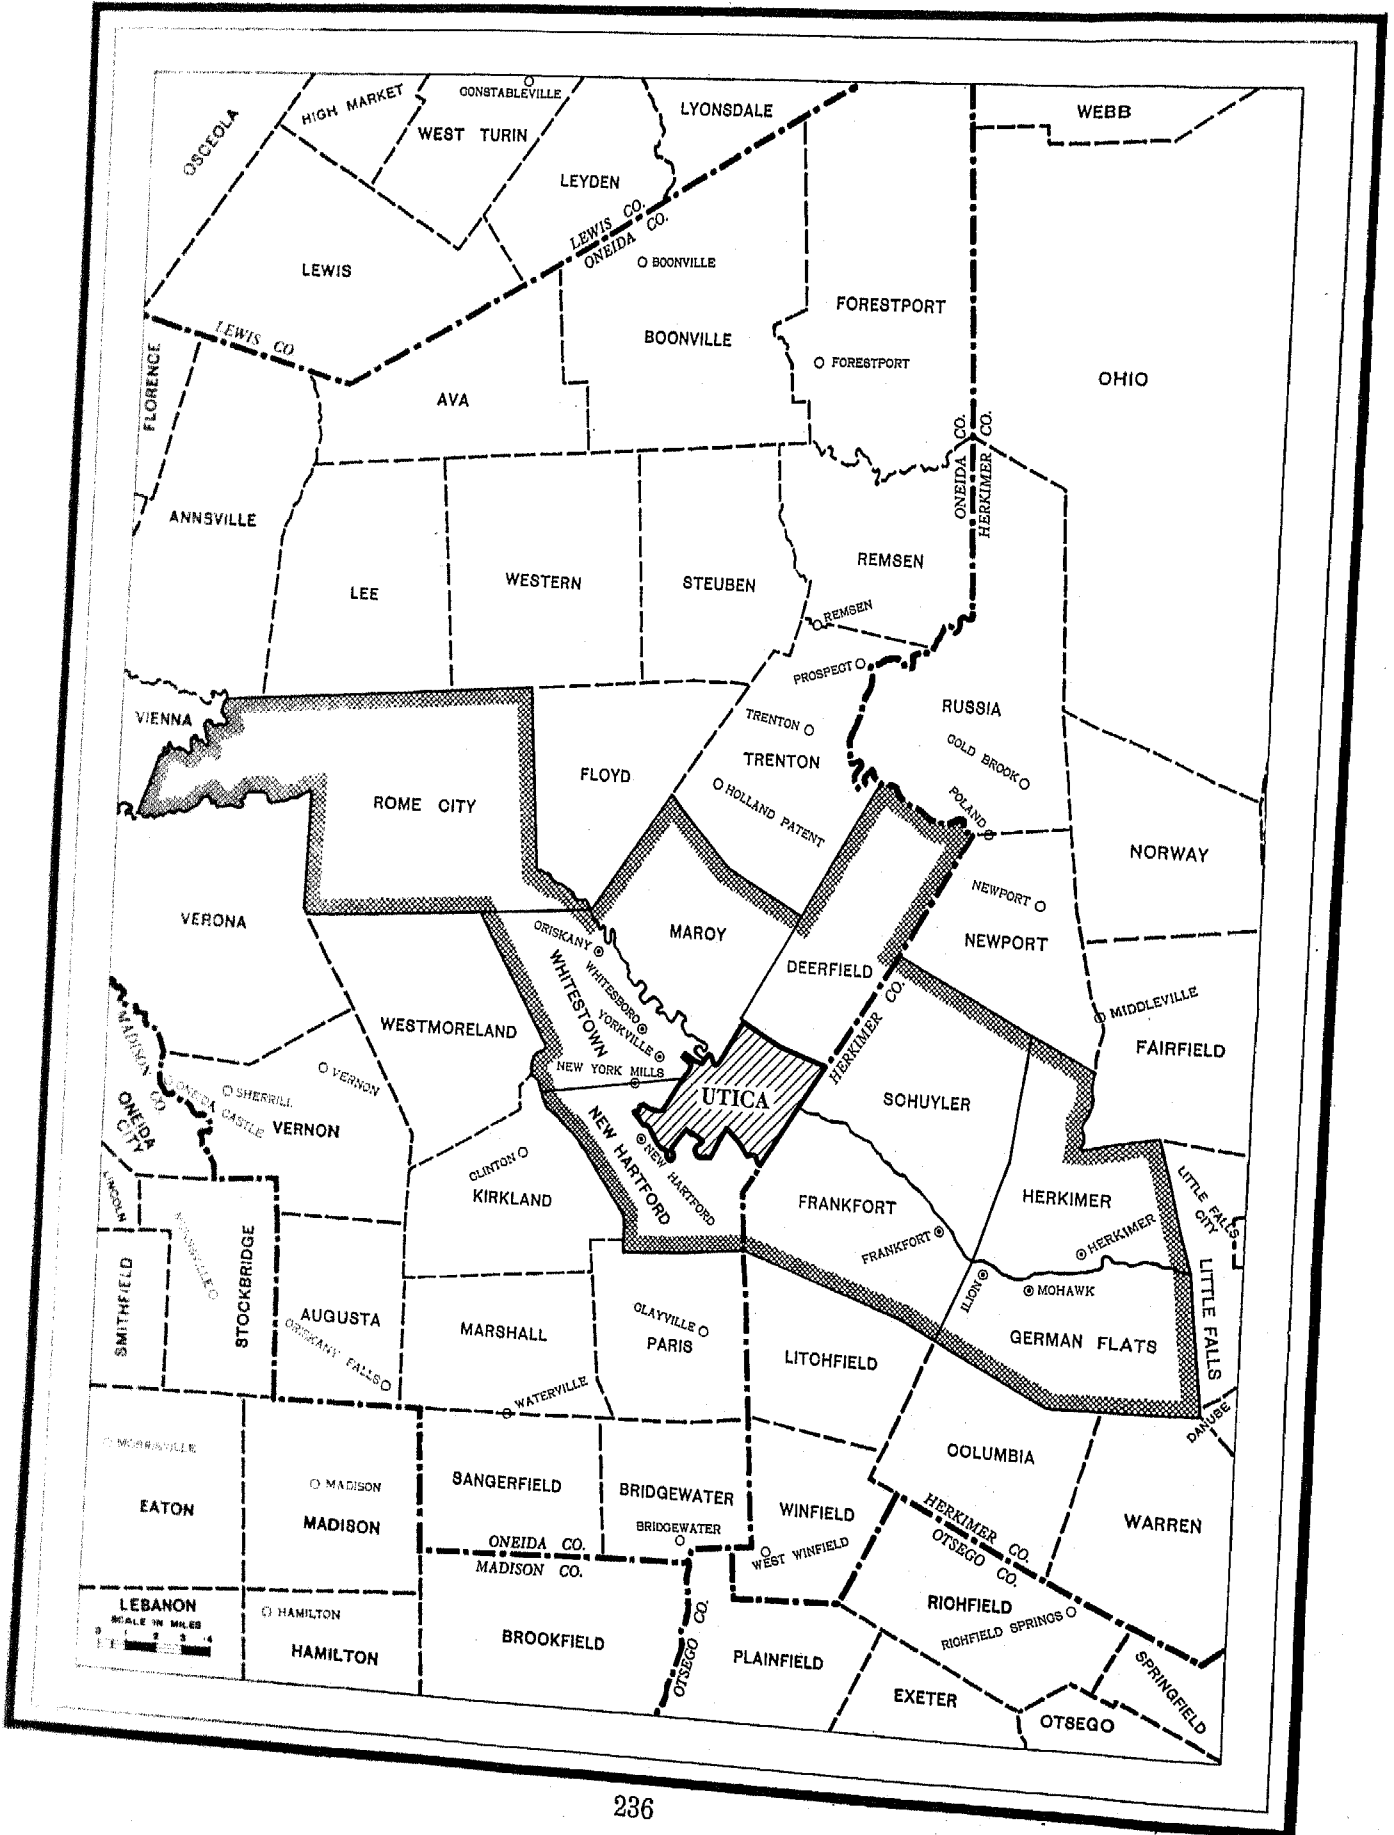 CONSTABLEVILLE
HIGH MARKET
OSCEOLA
WEST TURIN
LYONSDALE
WEBB
LEYDEN
LEWIS CO.
ONEIDA CO.
BOONVILLE
LEWIS
FORESTPORT
BOONVILLE
FORESTPORT
LEWIS CO
OHIO
FLORENCE
AVA
ONEIDA CO.
HERKIMER CO.
ANNSVILLE
REMSEN
LEE
WESTERN
STEUBEN
REMSEN
PROSPECT
VIENNA
RUSSIA
TRENTON
COLD BROOK
TRENTON
FLOYD
ROME CITY
HOLLAND PATENT
POLAND
NORWAY
NEWPORT
VERONA
MARCY
NEWPORT
ORISKANY
DEERFIELD
WHITESTOWN
WHITESBORO
YORKVILLE
HERKIMER CO.
MIDDLEVILLE
WESTMORELAND
FAIRFIELD
MADISON CO.
VERNON
NEW YORK MILLS
ONEIDA CASTLE
SHERRILL
UTICA
SCHUYLER
ONEIDA
CITY
VERNON
NEW HARTFORD
NEW HARTFORD
CLINTON
KIRKLAND
LINCOLN
FRANKFORT
HERKIMER
LITTLE FALLS
CITY
MUNNSVILLE
STOCKBRIDGE
FRANKFORT
HERKIMER
SMITHFIELD
ILION
MOHAWK
LITTLE FALLS
AUGUSTA
ORISKANY FALLS
MARSHALL
CLAYVILLE
PARIS
LITCHFIELD
GERMAN FLATS
WATERVILLE
DANUBE
MORRISVILLE
COLUMBIA
MADISON
SANGERFIELD
BRIDGEWATER
EATON
WINFIELD
MADISON
BRIDGEWATER
HERKIMER CO.
OTSEGO CO.
WARREN
ONEIDA CO.
MADISON CO.
WEST WINFIELD
LEBANON
SCALE IN MILES
0 1 2 3 4
HAMILTON
RICHFIELD
RICHFIELD SPRINGS
HAMILTON
BROOKFIELD
OTSEGO CO.
PLAINFIELD
SPRINGFIELD
EXETER
OTSEGO
236